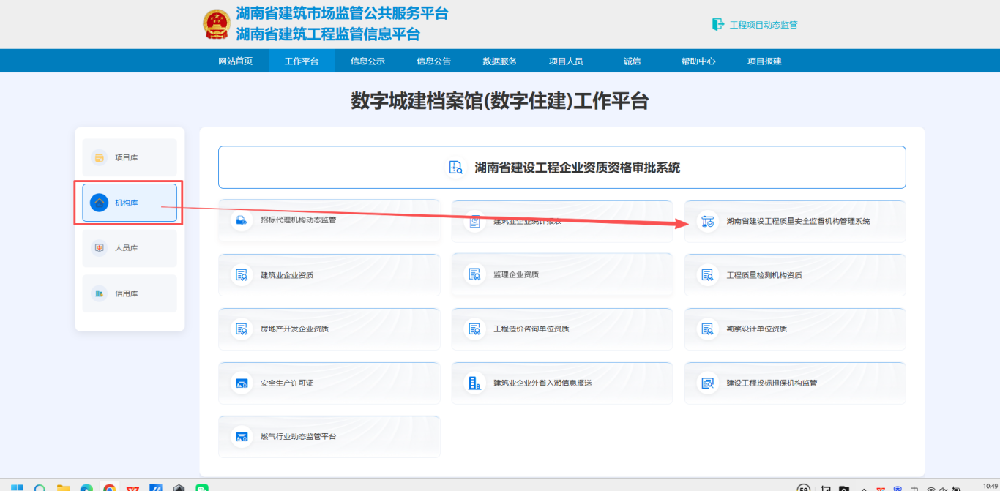 湖南省建筑市场监管公共服务平台
湖南省建筑工程监管信息平台
工程项目动态监管
网站首页 工作平台 信息公示 信息公告 数据服务 项目人员 诚信 帮助中心 项目报建
数字城建档案馆(数字住建)工作平台
项目库
机构库
人员库
信用库
湖南省建设工程企业资质资格审批系统
招标代理机构动态监管 建筑业企业统计报表 湖南省建设工程质量安全监督机构管理系统
建筑业企业资质 监理企业资质 工程质量检测机构资质
房地产开发企业资质 工程造价咨询单位资质 勘察设计单位资质
安全生产许可证 建筑业企业外省入湘信息报送 建设工程投标担保机构监管
燃气行业动态监管平台
59 中 10:49